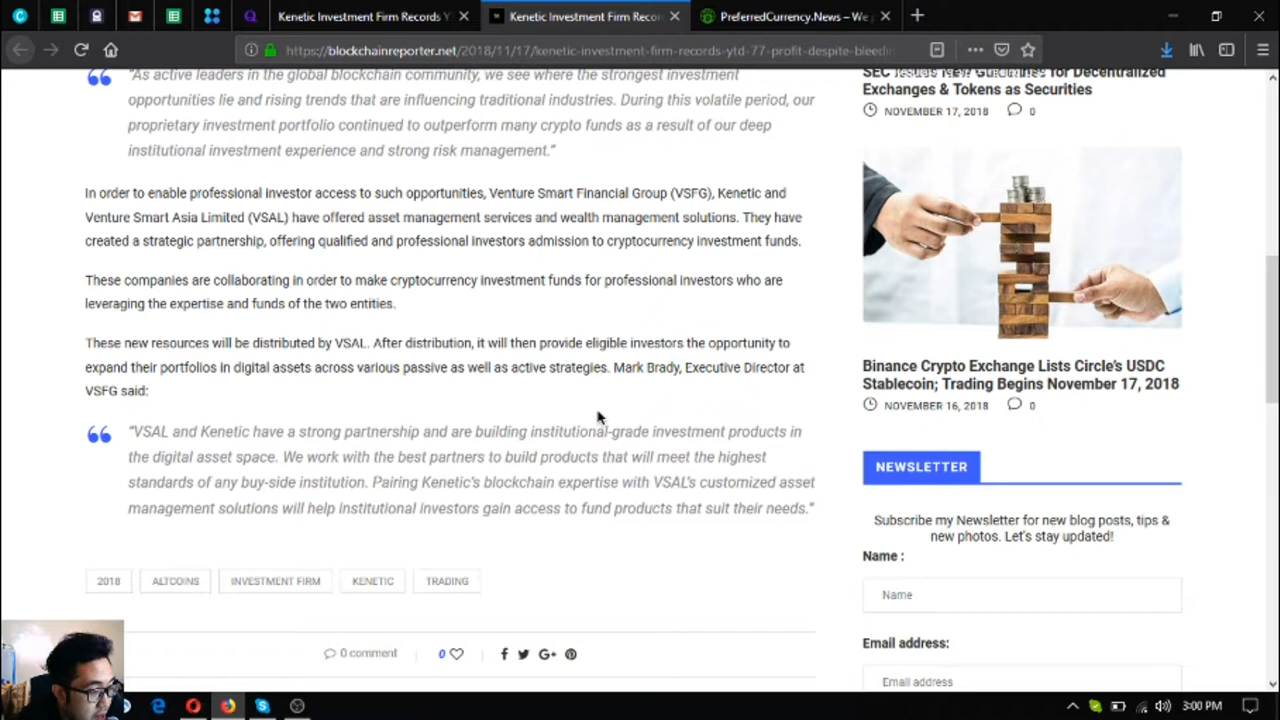 Kenetic Investment Firm Records Y
Kenetic Investment Firm Recor
PreferredCurrency.News – We
https://blockchainreporter.net/2018/11/17/kenetic-investment-firm-records-ytd-77-profit-despite-bleedin
"As active leaders in the global blockchain community, we see where the strongest investment
opportunities lie and rising trends that are influencing traditional industries. During this volatile period, our
proprietary investment portfolio continued to outperform many crypto funds as a result of our deep
institutional investment experience and strong risk management."
In order to enable professional investor access to such opportunities, Venture Smart Financial Group (VSFG), Kenetic and
Venture Smart Asia Limited (VSAL) have offered asset management services and wealth management solutions. They have
created a strategic partnership, offering qualified and professional investors admission to cryptocurrency investment funds.
These companies are collaborating in order to make cryptocurrency investment funds for professional investors who are
leveraging the expertise and funds of the two entities.
These new resources will be distributed by VSAL. After distribution, it will then provide eligible investors the opportunity to
expand their portfolios in digital assets across various passive as well as active strategies. Mark Brady, Executive Director at
VSFG said:
"VSAL and Kenetic have a strong partnership and are building institutional-grade investment products in
the digital asset space. We work with the best partners to build products that will meet the highest
standards of any buy-side institution. Pairing Kenetic's blockchain expertise with VSAL's customized asset
management solutions will help institutional investors gain access to fund products that suit their needs."
2018 ALTCOINS INVESTMENT FIRM KENETIC TRADING
0 comment 0
SEC Issues New Guidelines for Decentralized
Exchanges & Tokens as Securities
NOVEMBER 17, 2018 0
Binance Crypto Exchange Lists Circle's USDC
Stablecoin; Trading Begins November 17, 2018
NOVEMBER 16, 2018 0
NEWSLETTER
Subscribe my Newsletter for new blog posts, tips &
new photos. Let's stay updated!
Name :
Name
Email address:
Email address
3:00 PM